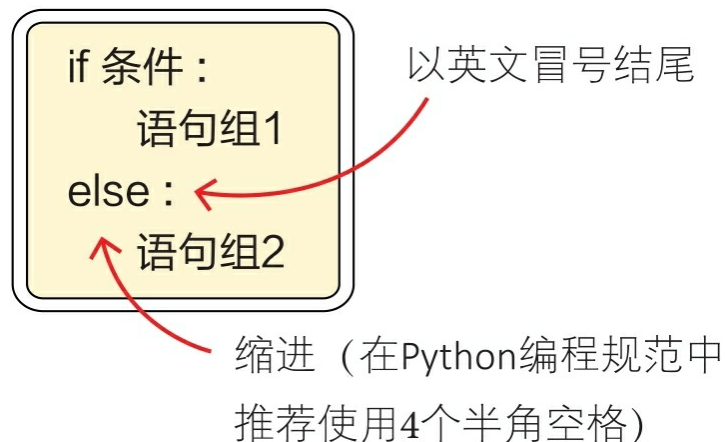 if 条件：
以英文冒号结尾
语句组1
else：
语句组2
缩进（在Python编程规范中
推荐使用4个半角空格）